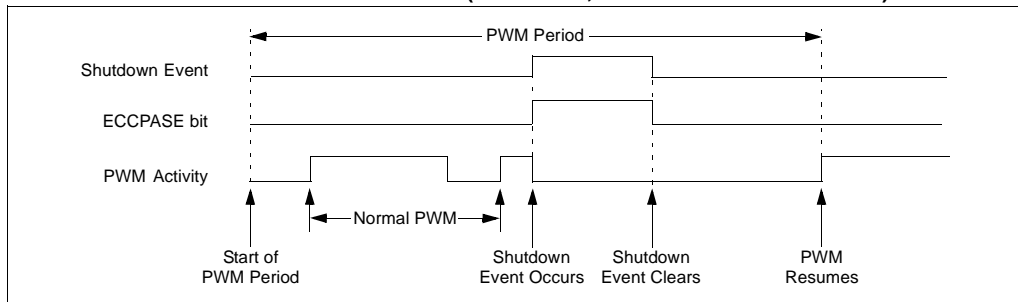 PWM Period
Shutdown Event
ECCPASE bit
PWM Activity
Normal PWM
Start of
PWM Period
Shutdown
Event Occurs
Shutdown
Event Clears
PWM
Resumes